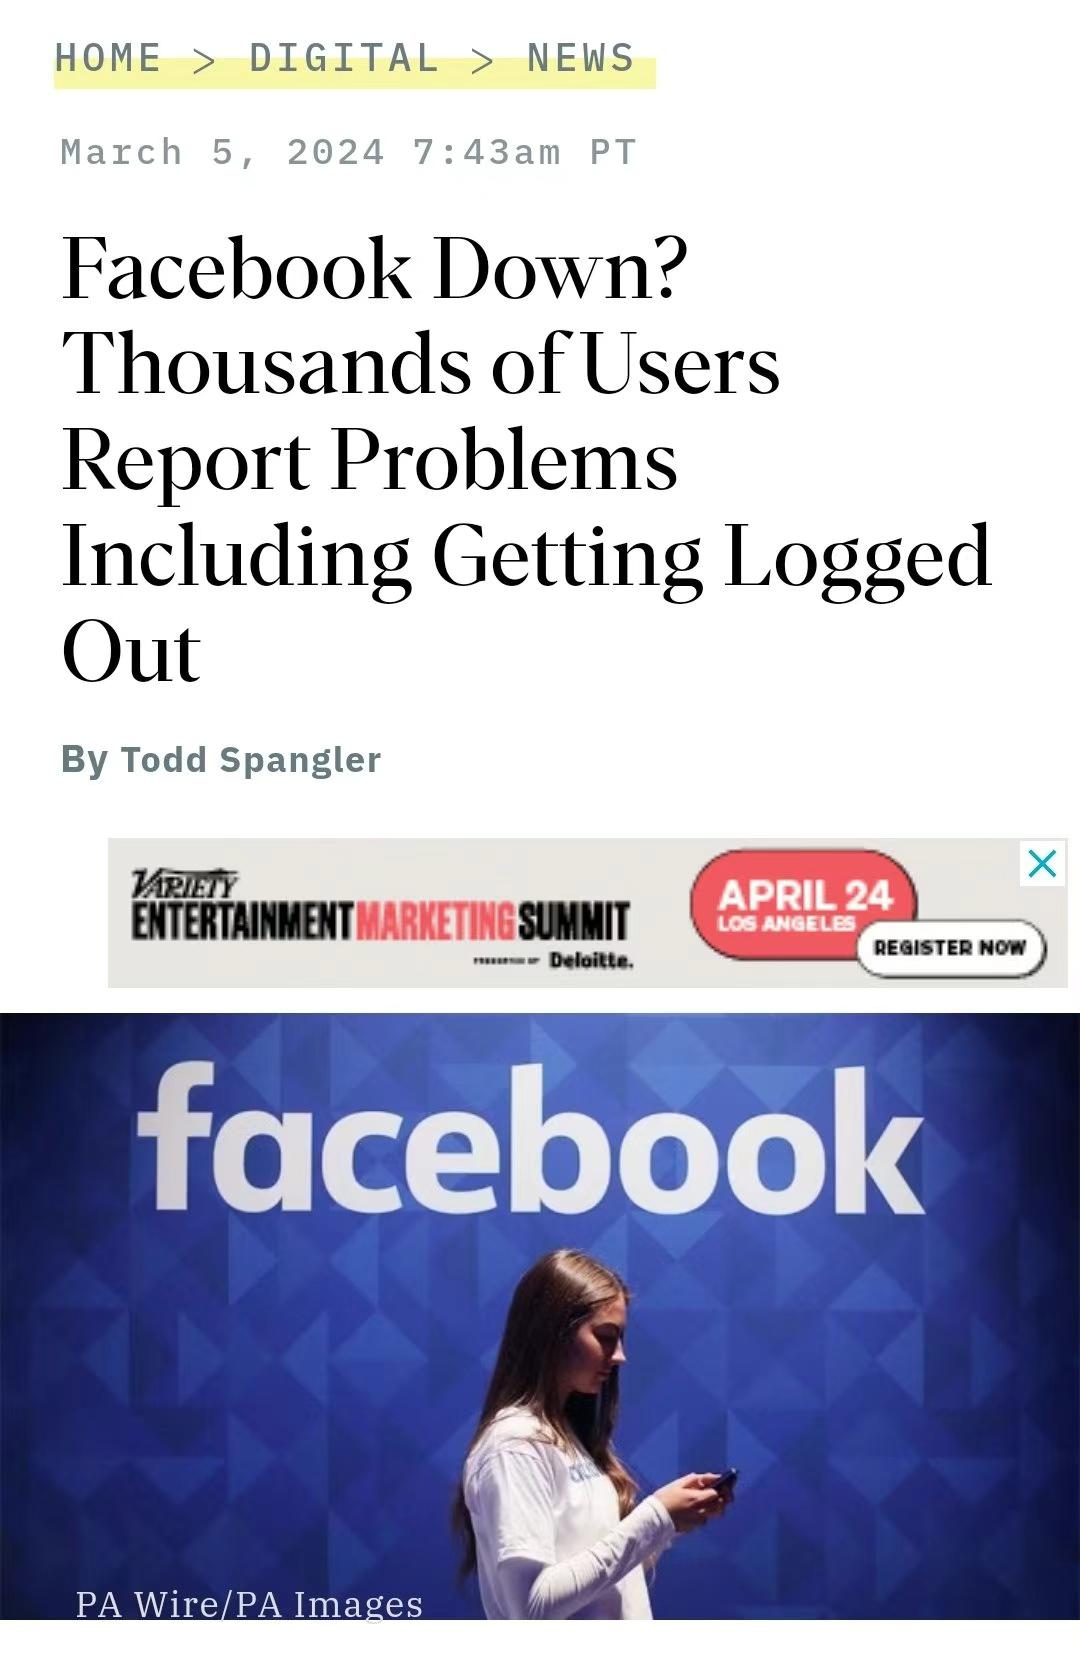 HOME > DIGITAL > NEWS
March 5, 2024 7:43am PT
Facebook Down?
Thousands of Users
Report Problems
Including Getting Logged
Out
By Todd Spangler
VARIETY
ENTERTAINMENT MARKETING SUMMIT
Deloitte.
APRIL 24
LOS ANGELES
REGISTER NOW
facebook
PA Wire/PA Images